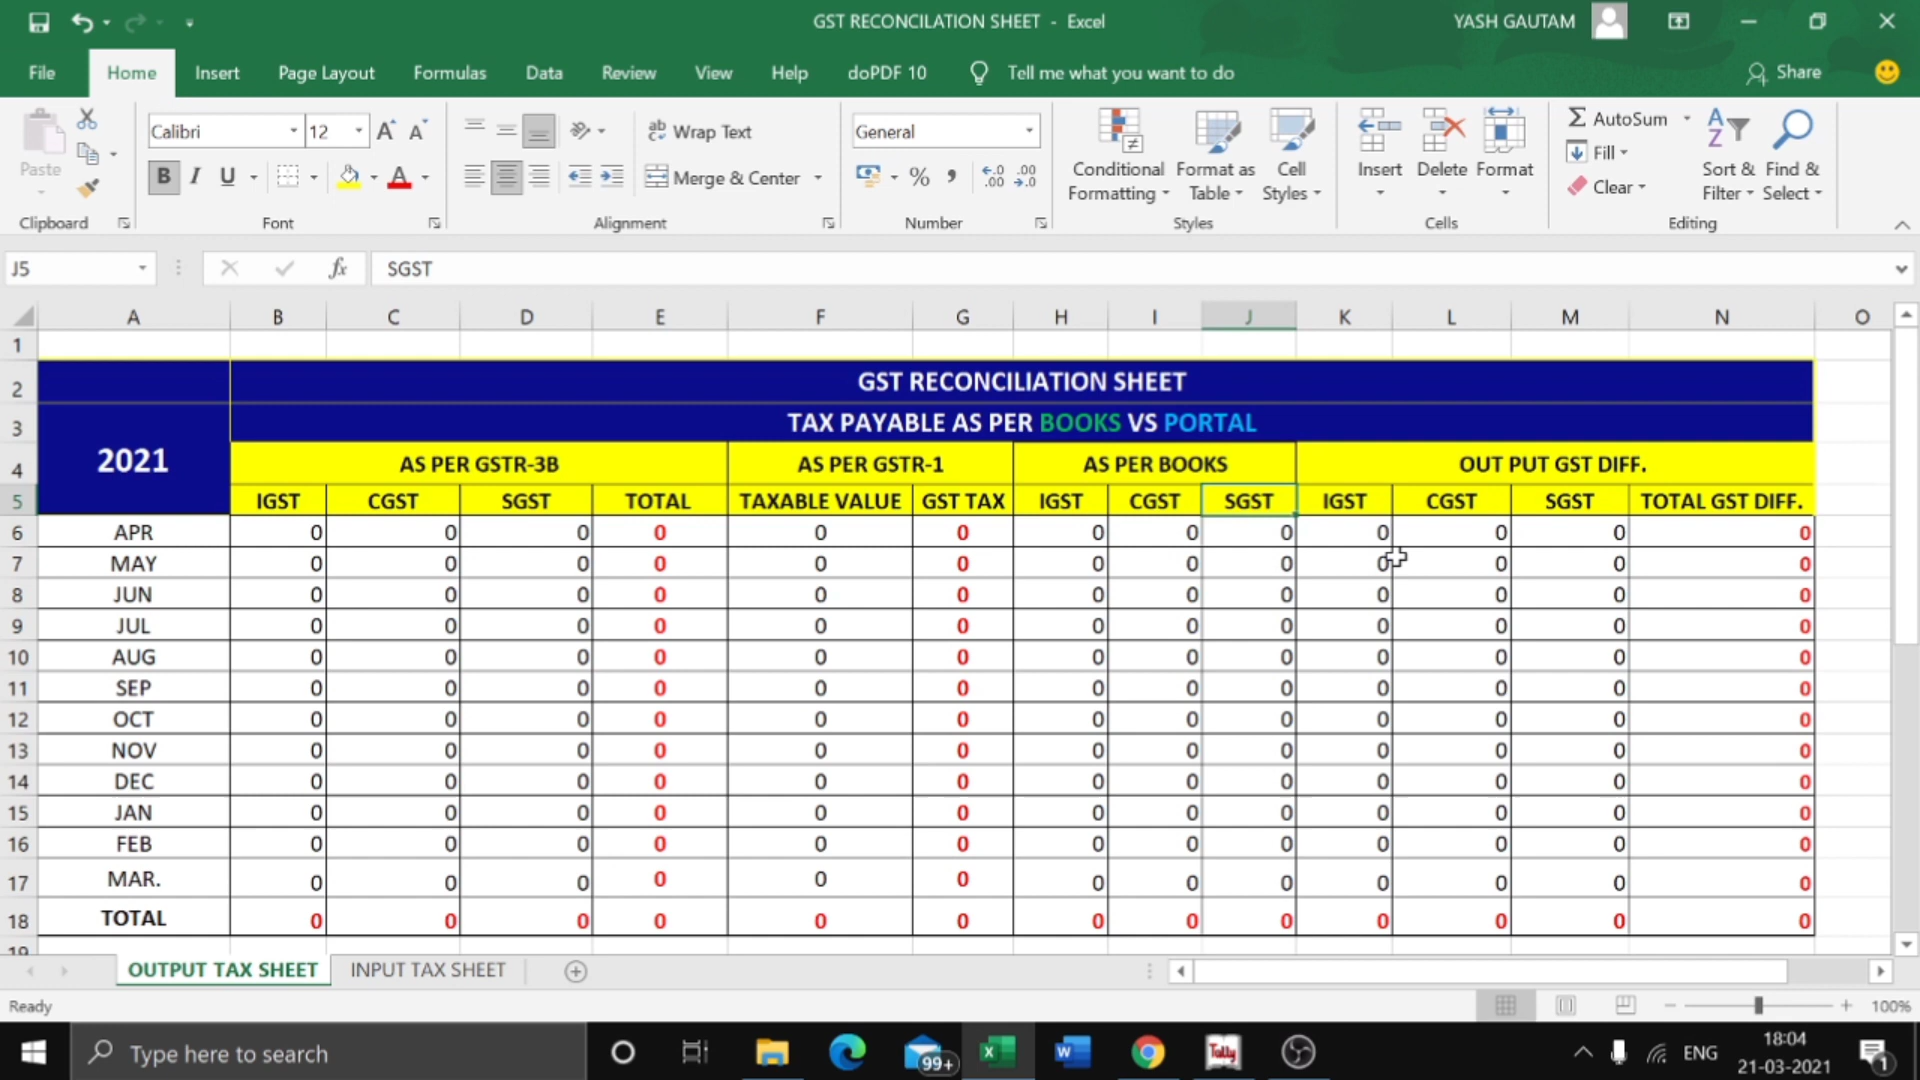 GST RECONCILATION SHEET - Excel
YASH GAUTAM
File Home Insert Page Layout Formulas Data Review View Help doPDF 10 Tell me what you want to do Share
Paste
Calibri 12
B I U
Wrap Text
Merge & Center
General
Conditional Formatting
Format as Table
Cell Styles
Insert Delete Format
AutoSum
Fill
Clear
Sort & Filter
Find & Select
Clipboard Font Alignment Number Styles Cells Editing
J5 fx SGST
A B C D E F G H I J K L M N O
1
2 GST RECONCILIATION SHEET
3 TAX PAYABLE AS PER BOOKS VS PORTAL
2021
4 AS PER GSTR-3B AS PER GSTR-1 AS PER BOOKS OUT PUT GST DIFF.
5 IGST CGST SGST TOTAL TAXABLE VALUE GST TAX IGST CGST SGST IGST CGST SGST TOTAL GST DIFF.
6 APR 0 0 0 0 0 0 0 0 0 0 0 0 0
7 MAY 0 0 0 0 0 0 0 0 0 0 0 0 0
8 JUN 0 0 0 0 0 0 0 0 0 0 0 0 0
9 JUL 0 0 0 0 0 0 0 0 0 0 0 0 0
10 AUG 0 0 0 0 0 0 0 0 0 0 0 0 0
11 SEP 0 0 0 0 0 0 0 0 0 0 0 0 0
12 OCT 0 0 0 0 0 0 0 0 0 0 0 0 0
13 NOV 0 0 0 0 0 0 0 0 0 0 0 0 0
14 DEC 0 0 0 0 0 0 0 0 0 0 0 0 0
15 JAN 0 0 0 0 0 0 0 0 0 0 0 0 0
16 FEB 0 0 0 0 0 0 0 0 0 0 0 0 0
17 MAR. 0 0 0 0 0 0 0 0 0 0 0 0 0
18 TOTAL 0 0 0 0 0 0 0 0 0 0 0 0 0
19
OUTPUT TAX SHEET INPUT TAX SHEET
Ready
100%
Type here to search
99+
Tally
ENG
18:04
21-03-2021
1